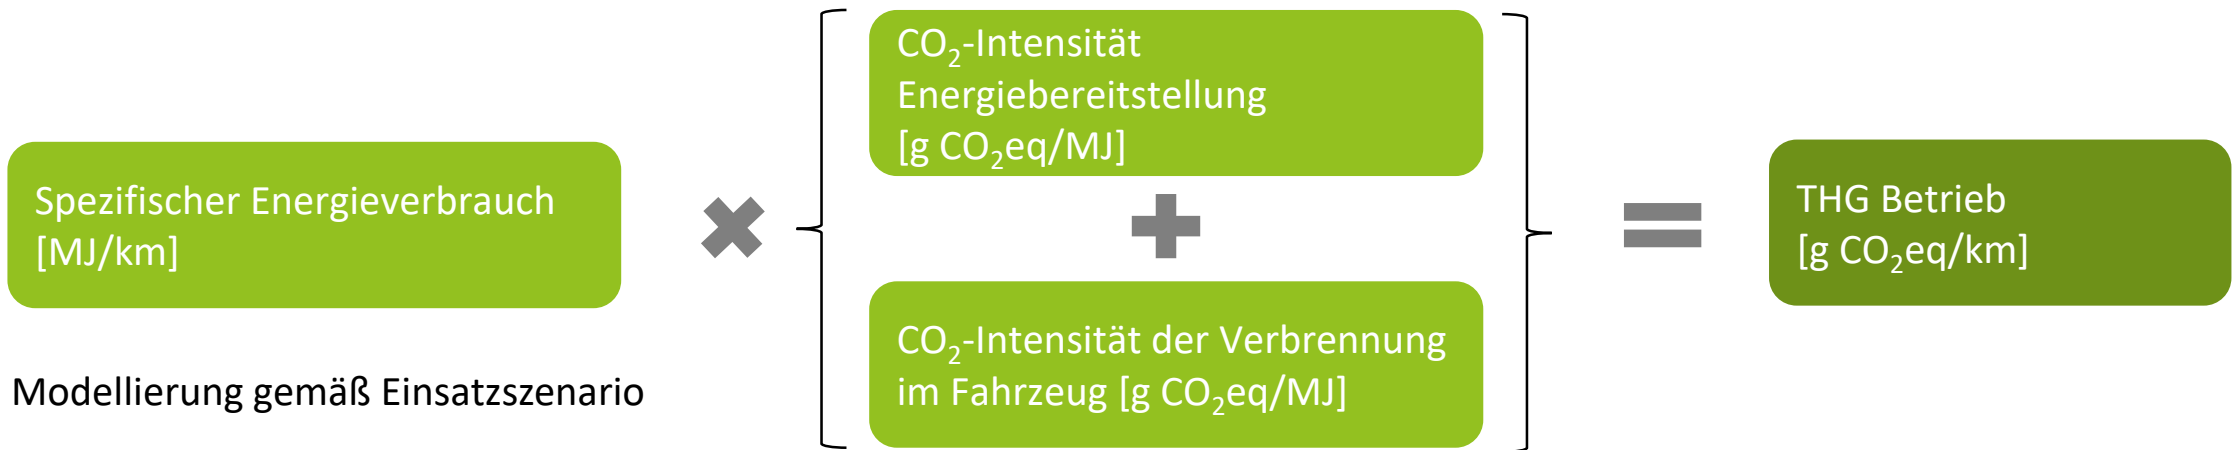 Spezifischer Energieverbrauch
[MJ/km]
Modellierung gemäß Einsatzszenario
CO₂-Intensität
Energiebereitstellung
[g CO₂eq/MJ]
CO₂-Intensität der Verbrennung
im Fahrzeug [g CO₂eq/MJ]
THG Betrieb
[g CO₂eq/km]